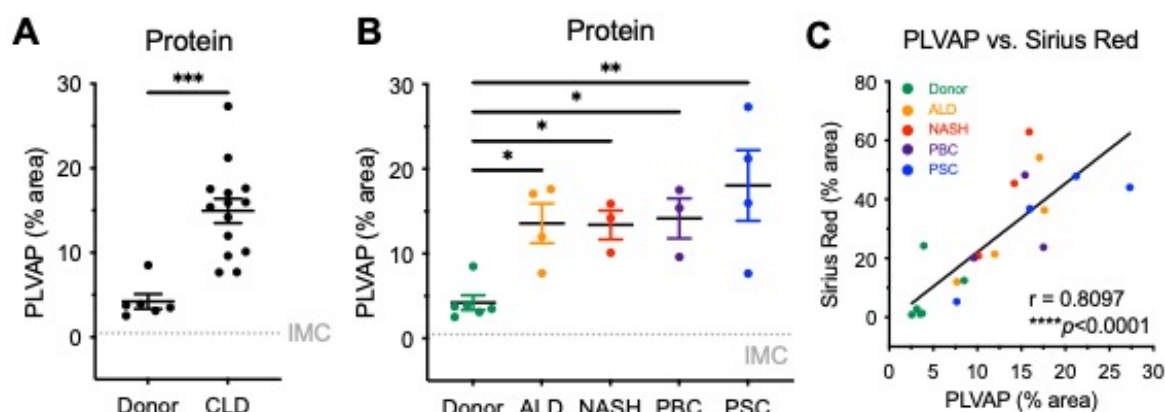 A
Protein
***
PLVAP (% area)
30
20
10
0
IMC
Donor CLD
B
Protein
**
*
*
*
PLVAP (% area)
30
20
10
0
IMC
Donor ALD NASH PBC PSC
C
PLVAP vs. Sirius Red
Sirius Red (% area)
80
60
40
20
0
Donor
ALD
NASH
PBC
PSC
r = 0.8097
****p<0.0001
0 5 10 15 20 25 30
PLVAP (% area)